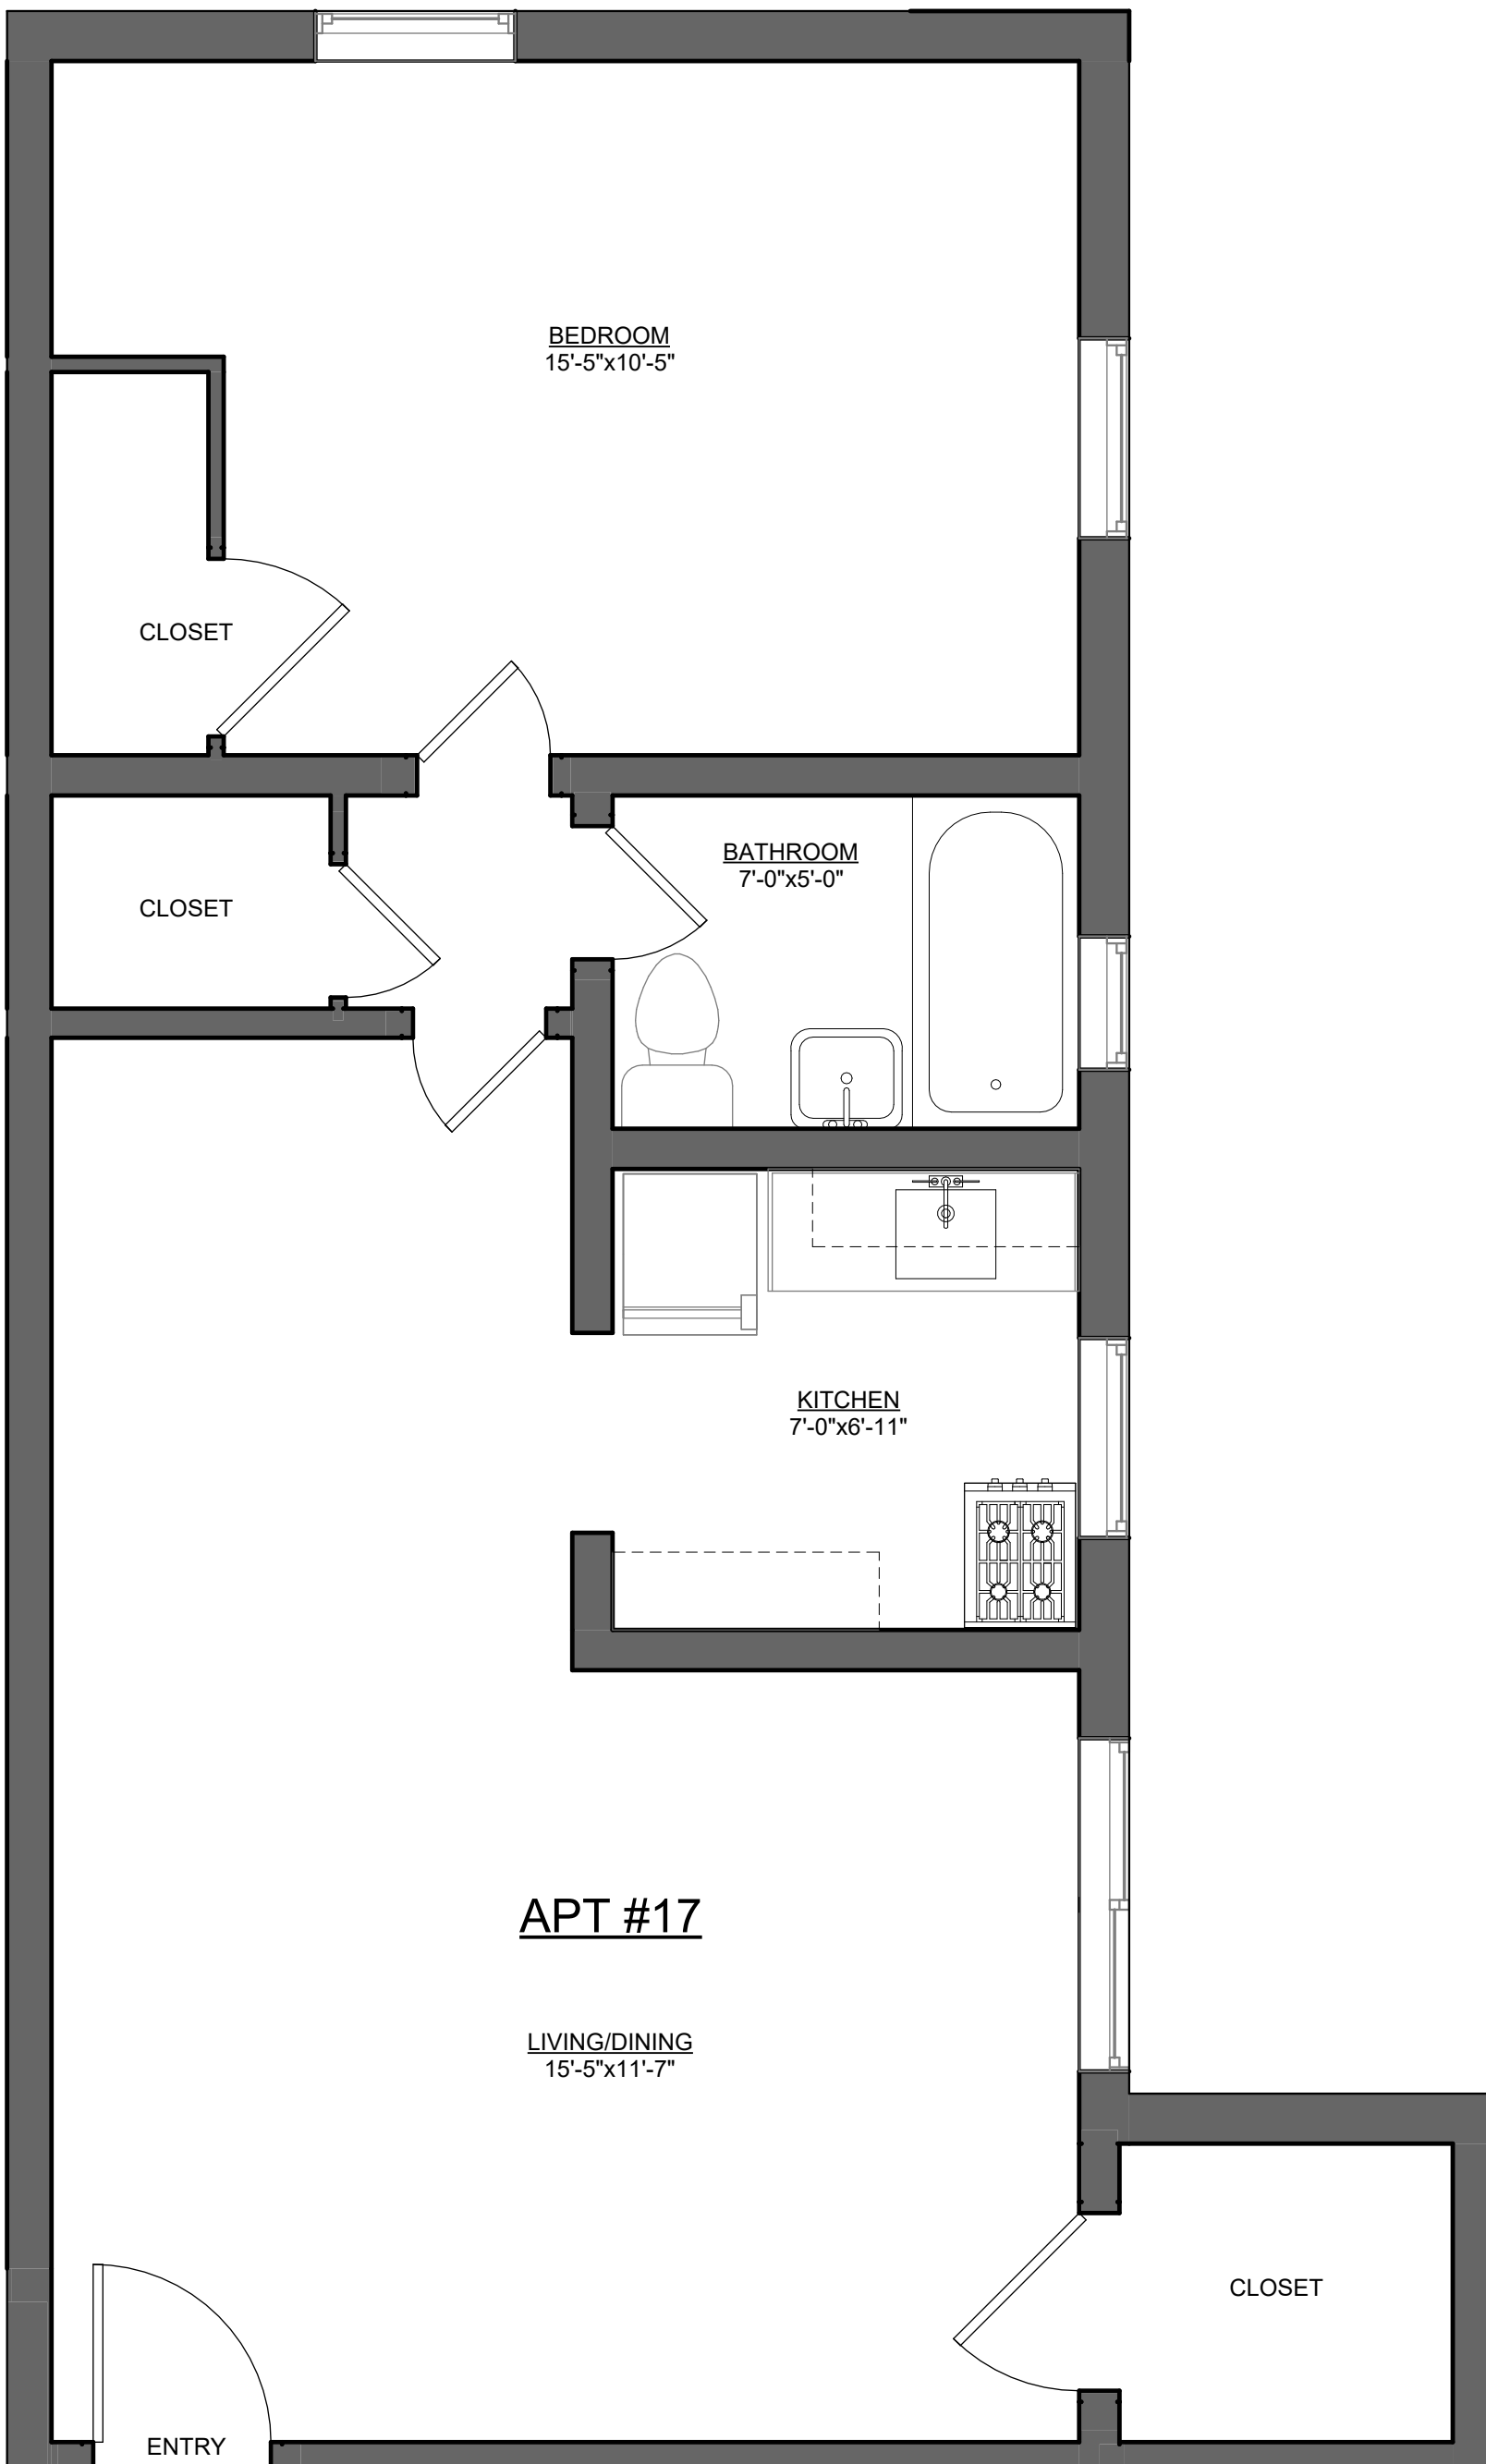 BEDROOM
15'-5"x10'-5"
CLOSET
BATHROOM
7'-0"x5'-0"
CLOSET
KITCHEN
7'-0"x6'-11"
APT #17
LIVING/DINING
15'-5"x11'-7"
CLOSET
ENTRY